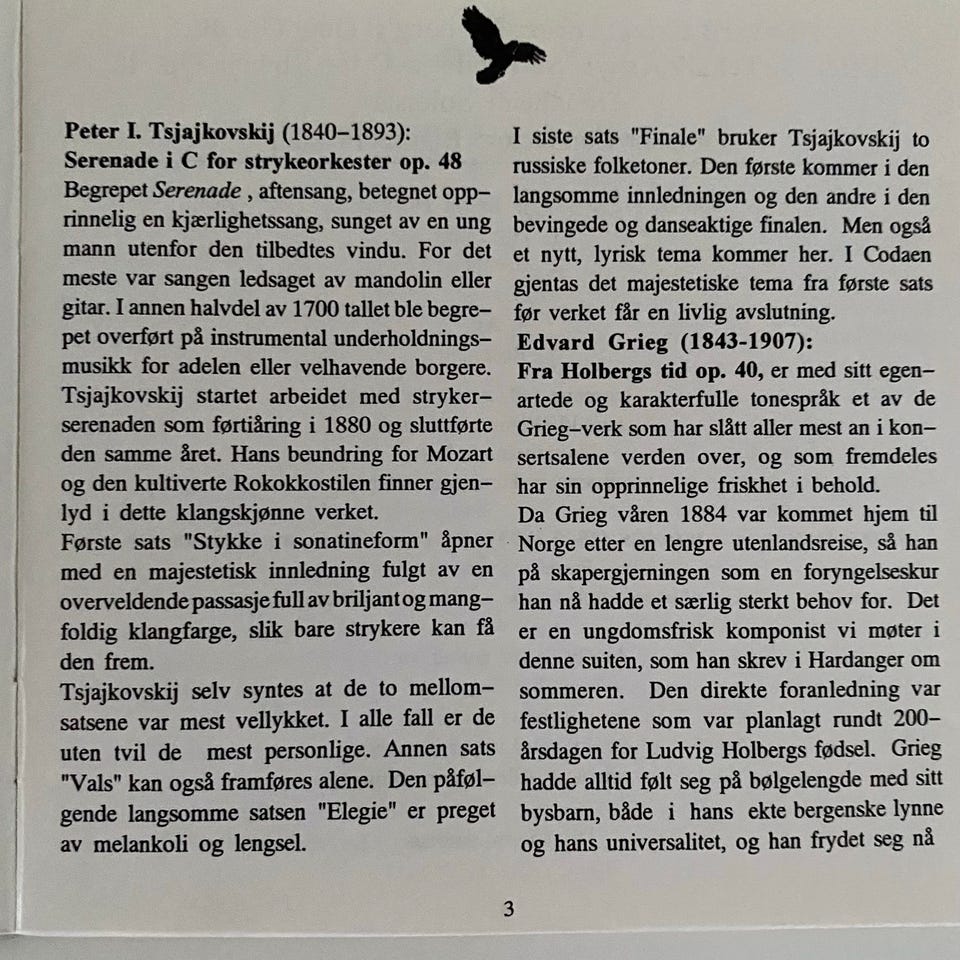 Peter I. Tsjajkovskij (1840–1893):
Serenade i C for strykeorkester op. 48
Begrepet Serenade , aftensang, betegnet opp–
rinnelig en kjærlighetssang, sunget av en ung
mann utenfor den tilbedtes vindu. For det
meste var sangen ledsaget av mandolin eller
gitar. I annen halvdel av 1700 tallet ble begre–
pet overført på instrumental underholdnings–
musikk for adelen eller velhavende borgere.
Tsjajkovskij startet arbeidet med stryker–
serenaden som førtiåring i 1880 og sluttførte
den samme året. Hans beundring for Mozart
og den kultiverte Rokokkostilen finner gjen–
lyd i dette klangskjønne verket.
Første sats "Stykke i sonatineform" åpner
med en majestetisk innledning fulgt av en
overveldende passasje full av briljant og mang–
foldig klangfarge, slik bare strykere kan få
den frem.
Tsjajkovskij selv syntes at de to mellom–
satsene var mest vellykket. I alle fall er de
uten tvil de mest personlige. Annen sats
"Vals" kan også framføres alene. Den påføl–
gende langsomme satsen "Elegie" er preget
av melankoli og lengsel.
I siste sats "Finale" bruker Tsjajkovskij to
russiske folketoner. Den første kommer i den
langsomme innledningen og den andre i den
bevingede og danseaktige finalen. Men også
et nytt, lyrisk tema kommer her. I Codaen
gjentas det majestetiske tema fra første sats
før verket får en livlig avslutning.
Edvard Grieg (1843-1907):
Fra Holbergs tid op. 40, er med sitt egen–
artede og karakterfulle tonespråk et av de
Grieg–verk som har slått aller mest an i kon–
sertsalene verden over, og som fremdeles
har sin opprinnelige friskhet i behold.
Da Grieg våren 1884 var kommet hjem til
Norge etter en lengre utenlandsreise, så han
på skapergjerningen som en foryngelseskur
han nå hadde et særlig sterkt behov for. Det
er en ungdomsfrisk komponist vi møter i
denne suiten, som han skrev i Hardanger om
sommeren. Den direkte foranledning var
festlighetene som var planlagt rundt 200–
årsdagen for Ludvig Holbergs fødsel. Grieg
hadde alltid følt seg på bølgelengde med sitt
bysbarn, både i hans ekte bergenske lynne
og hans universalitet, og han frydet seg nå
3